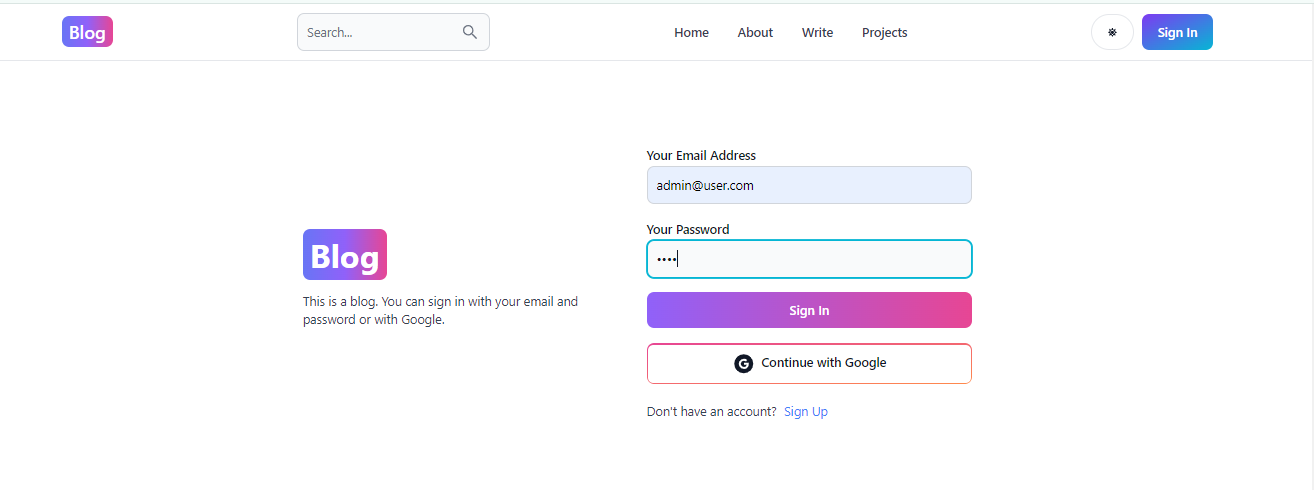 Blog
Search...
Home
About
Write
Projects
Sign In
Your Email Address
admin@user.com
Your Password
••••
Blog
This is a blog. You can sign in with your email and
password or with Google.
Sign In
G Continue with Google
Don't have an account? Sign Up